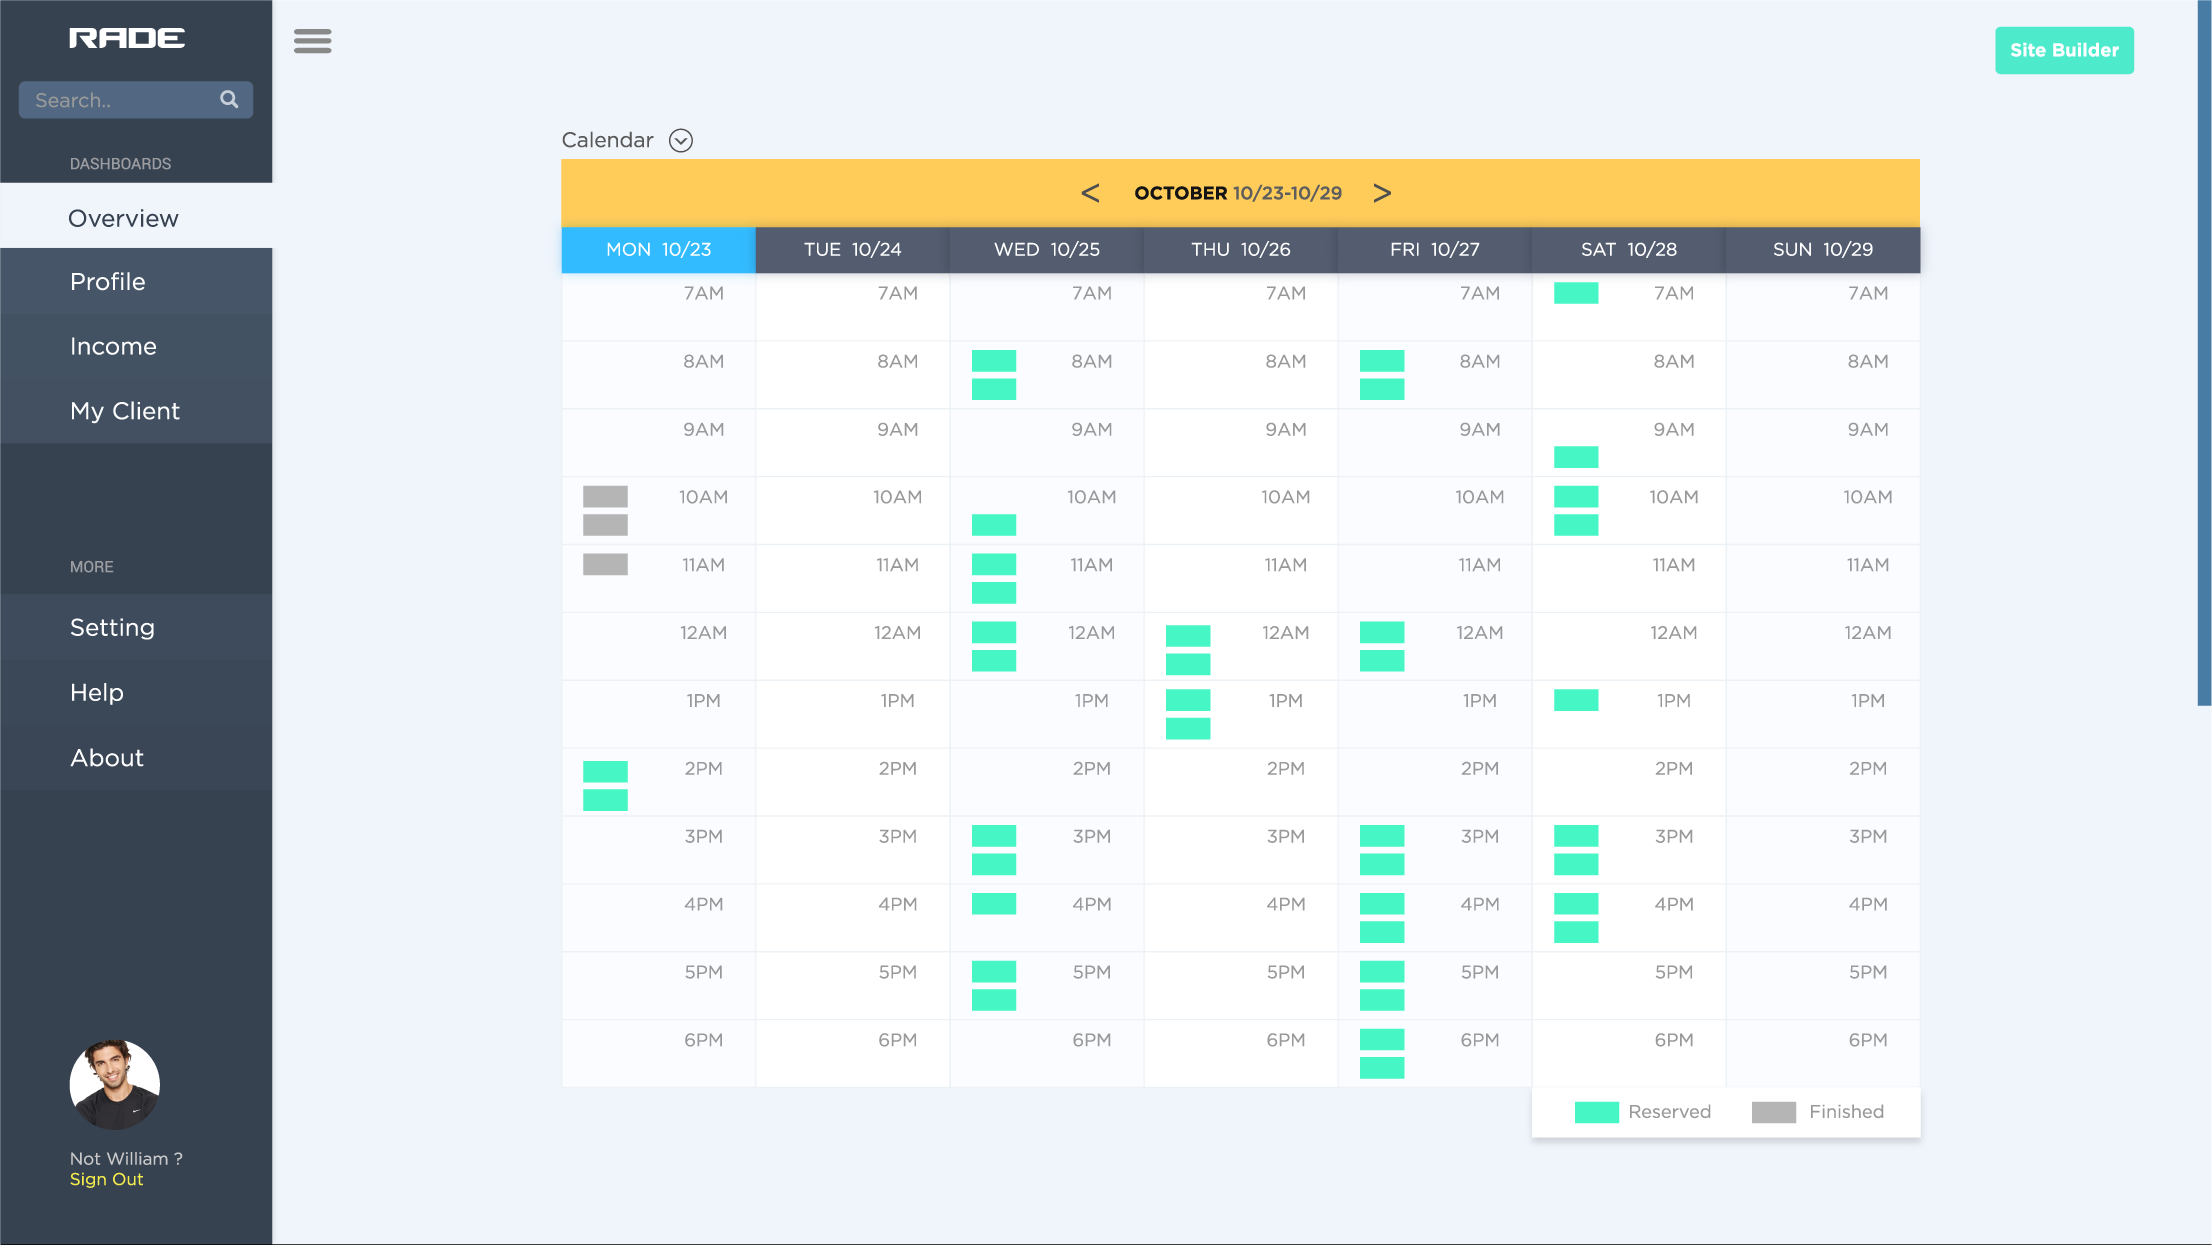 RADE
Search..
DASHBOARDS
Overview
Profile
Income
My Client
MORE
Setting
Help
About
Not William ?
Sign Out
Site Builder
Calendar
< OCTOBER 10/23-10/29 >
MON 10/23 TUE 10/24 WED 10/25 THU 10/26 FRI 10/27 SAT 10/28 SUN 10/29
7AM 7AM 7AM 7AM 7AM 7AM 7AM
8AM 8AM 8AM 8AM 8AM 8AM 8AM
9AM 9AM 9AM 9AM 9AM 9AM 9AM
10AM 10AM 10AM 10AM 10AM 10AM 10AM
11AM 11AM 11AM 11AM 11AM 11AM 11AM
12AM 12AM 12AM 12AM 12AM 12AM 12AM
1PM 1PM 1PM 1PM 1PM 1PM 1PM
2PM 2PM 2PM 2PM 2PM 2PM 2PM
3PM 3PM 3PM 3PM 3PM 3PM 3PM
4PM 4PM 4PM 4PM 4PM 4PM 4PM
5PM 5PM 5PM 5PM 5PM 5PM 5PM
6PM 6PM 6PM 6PM 6PM 6PM 6PM
Reserved Finished